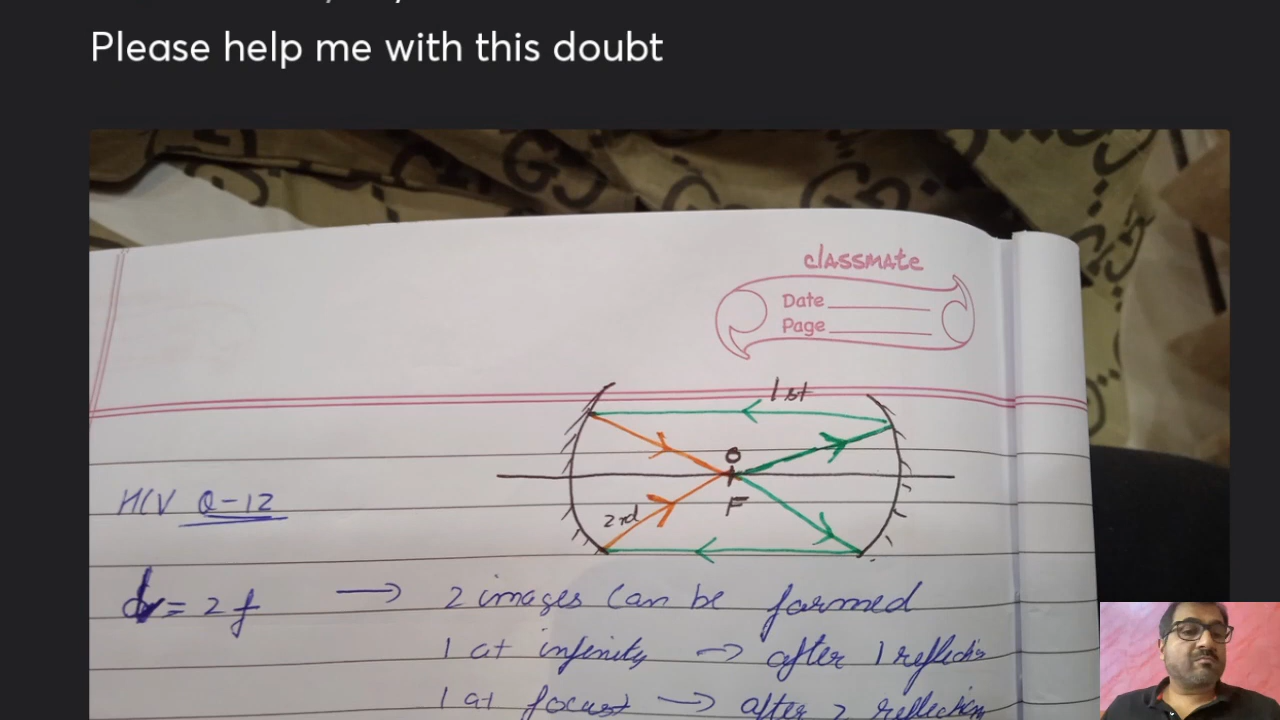 Please help me with this doubt
classmate
Date
Page
1st
O
F
2nd
HCV Q-12
d = 2f → 2 images can be formed
1 at infinity → after 1 reflection
1 at focus → after 2 reflection